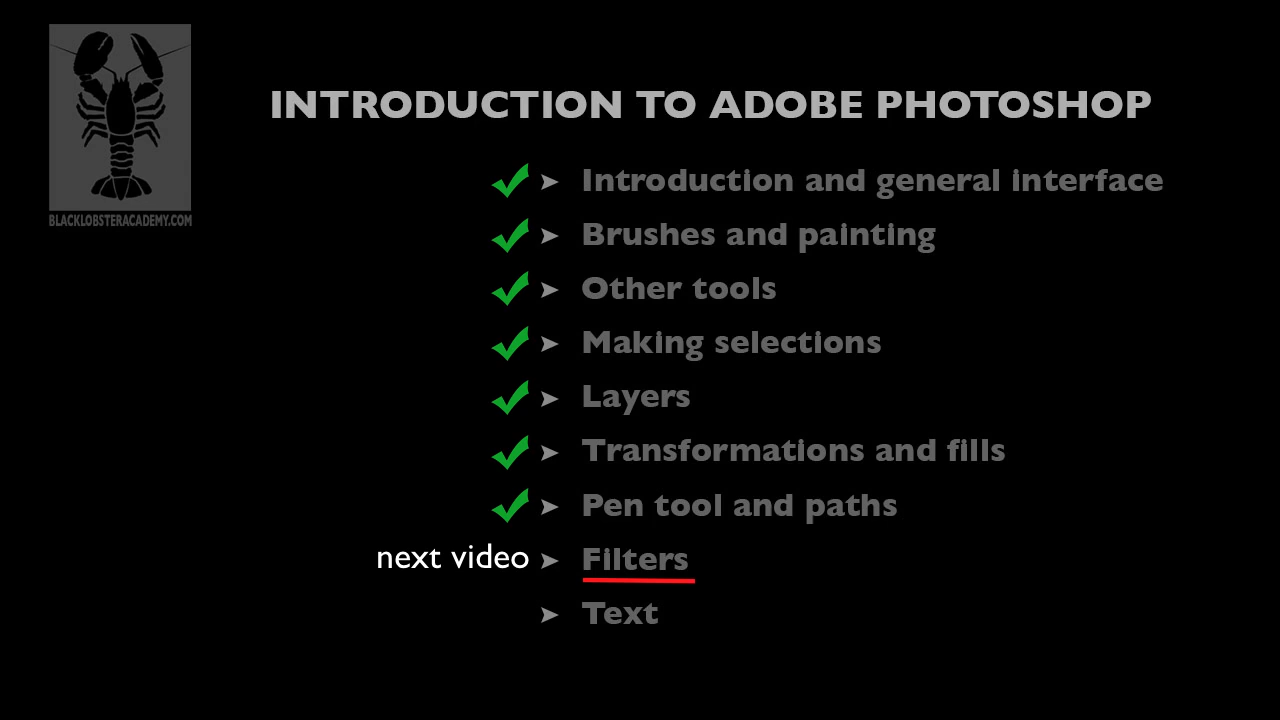 BLACKLOBSTERACADEMY.COM
INTRODUCTION TO ADOBE PHOTOSHOP
Introduction and general interface
Brushes and painting
Other tools
Making selections
Layers
Transformations and fills
Pen tool and paths
next video Filters
Text